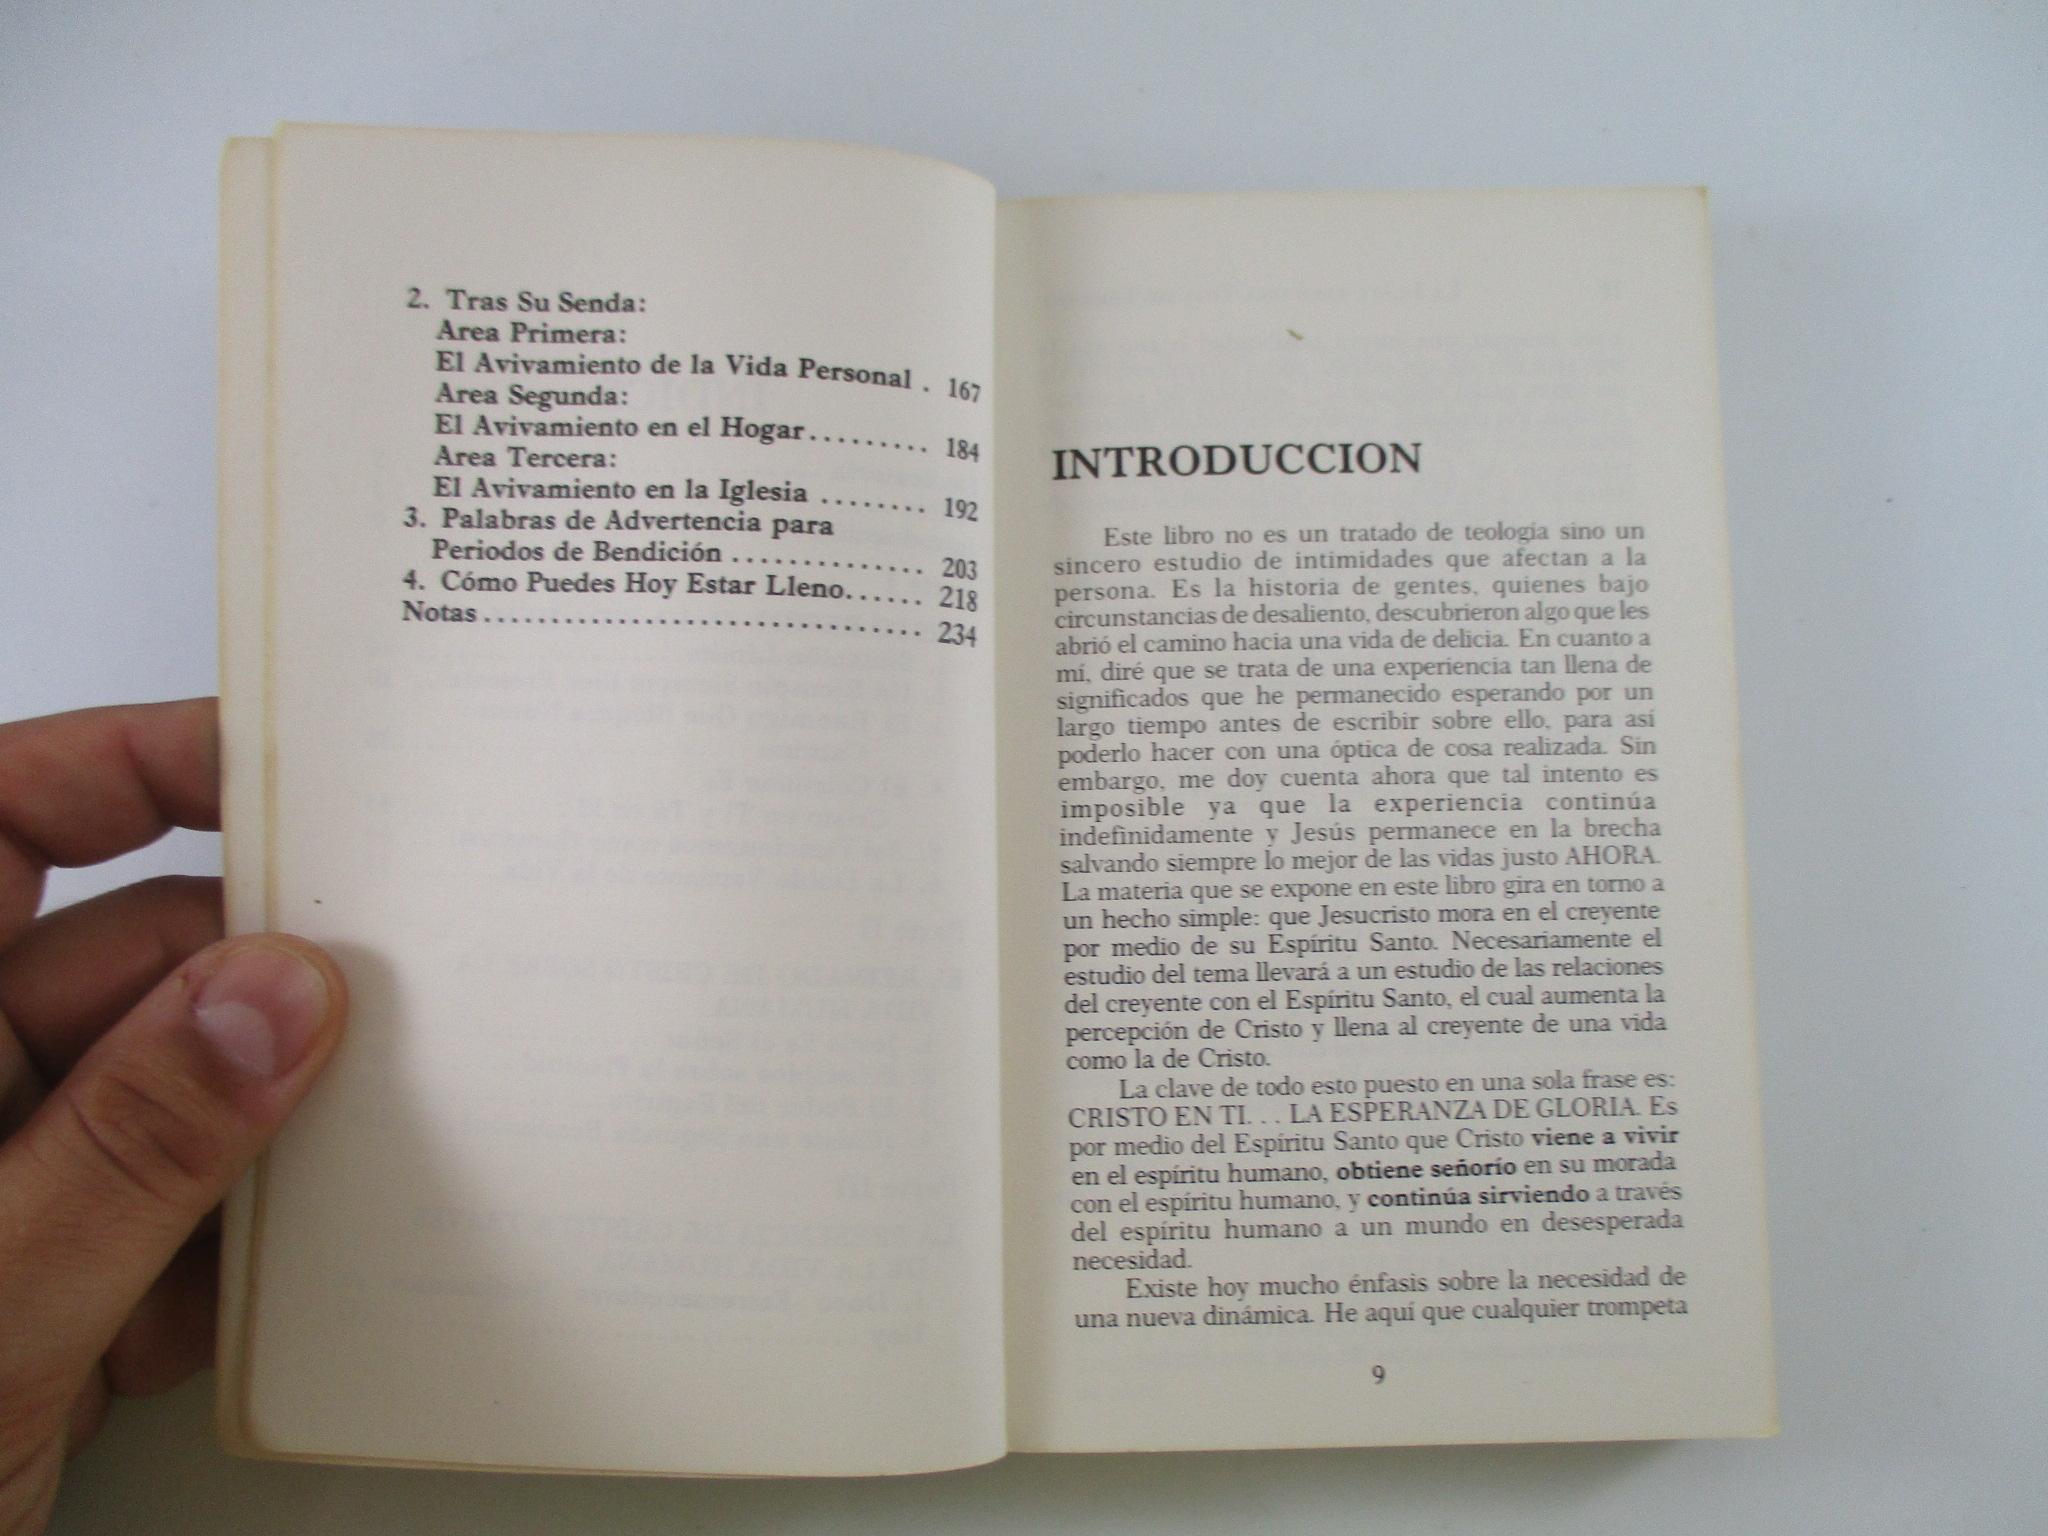 2. Tras Su Senda:
Area Primera:
El Avivamiento de la Vida Personal . 167
Area Segunda:
El Avivamiento en el Hogar......... 184
Area Tercera:
El Avivamiento en la Iglesia ........ 192
3. Palabras de Advertencia para
Periodos de Bendición .............. 203
4. Cómo Puedes Hoy Estar Lleno...... 218
Notas................................. 234
INTRODUCCION
Este libro no es un tratado de teología sino un
sincero estudio de intimidades que afectan a la
persona. Es la historia de gentes, quienes bajo
circunstancias de desaliento, descubrieron algo que les
abrió el camino hacia una vida de delicia. En cuanto a
mí, diré que se trata de una experiencia tan llena de
significados que he permanecido esperando por un
largo tiempo antes de escribir sobre ello, para así
poderlo hacer con una óptica de cosa realizada. Sin
embargo, me doy cuenta ahora que tal intento es
imposible ya que la experiencia continúa
indefinidamente y Jesús permanece en la brecha
salvando siempre lo mejor de las vidas justo AHORA.
La materia que se expone en este libro gira en torno a
un hecho simple: que Jesucristo mora en el creyente
por medio de su Espíritu Santo. Necesariamente el
estudio del tema llevará a un estudio de las relaciones
del creyente con el Espíritu Santo, el cual aumenta la
percepción de Cristo y llena al creyente de una vida
como la de Cristo.
La clave de todo esto puesto en una sola frase es:
CRISTO EN TI. . . LA ESPERANZA DE GLORIA. Es
por medio del Espíritu Santo que Cristo viene a vivir
en el espíritu humano, obtiene señorío en su morada
con el espíritu humano, y continúa sirviendo a través
del espíritu humano a un mundo en desesperada
necesidad.
Existe hoy mucho énfasis sobre la necesidad de
una nueva dinámica. He aquí que cualquier trompeta
9